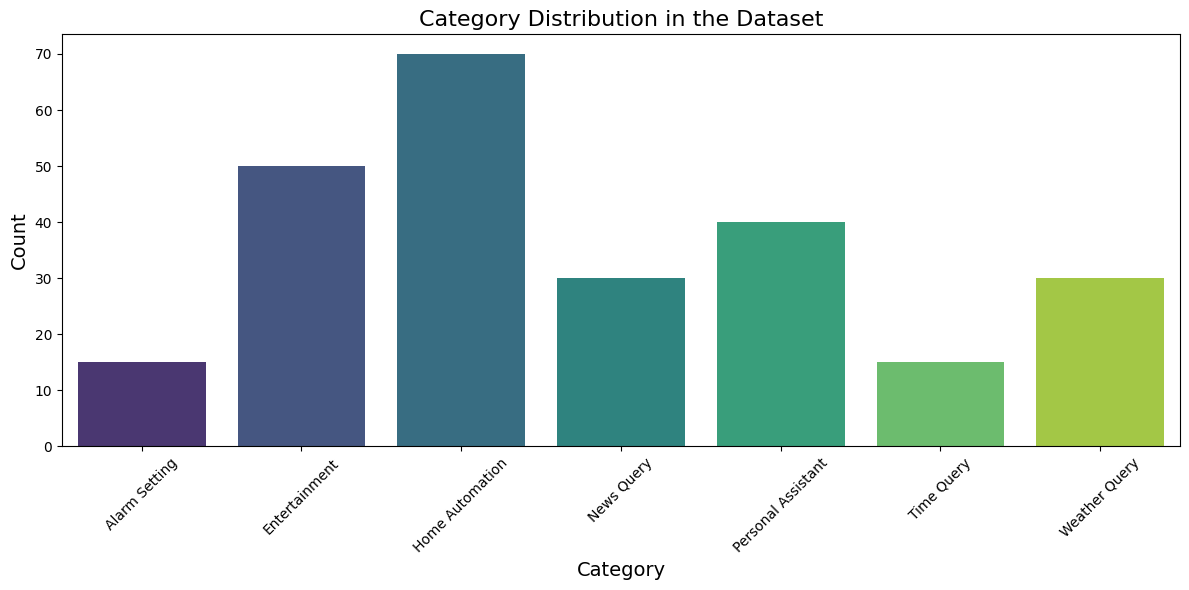 Category Distribution in the Dataset
Count
70
60
50
40
30
20
10
0
Alarm Setting
Entertainment
Home Automation
News Query
Personal Assistant
Time Query
Weather Query
Category